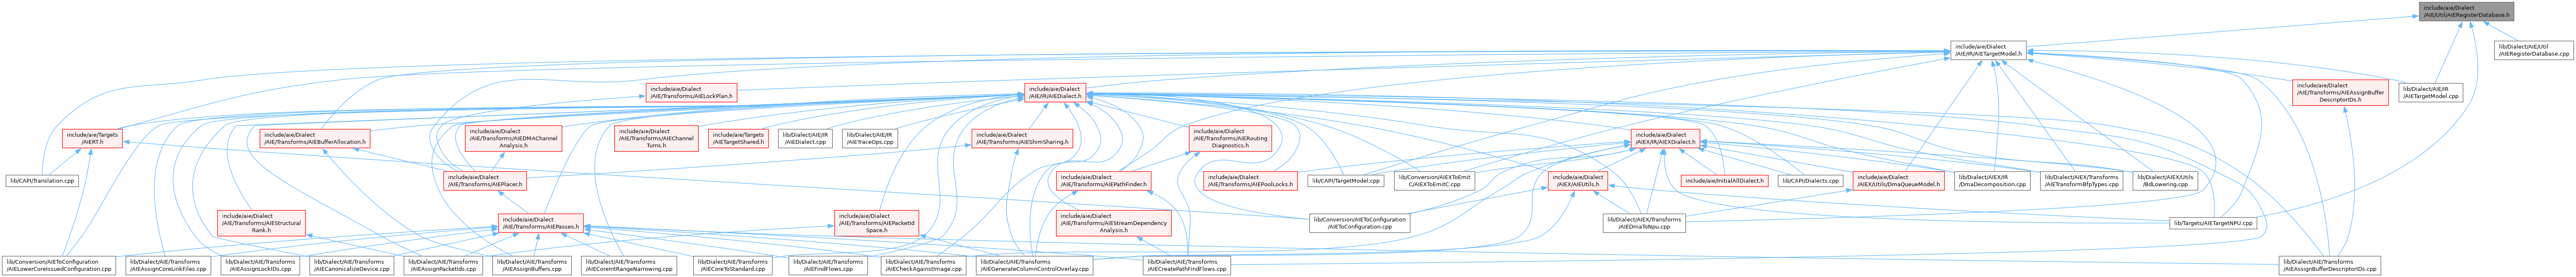 include/aie/Dialect
/AIE/Util/AIERegisterDatabase.h
include/aie/Dialect
/AIE/IR/AIETargetModel.h
lib/Dialect/AIE/Util
/AIERegisterDatabase.cpp
include/aie/Dialect
/AIE/Transforms/AIELockPlan.h
include/aie/Dialect
/AIE/IR/AIEDialect.h
include/aie/Dialect
/AIE/Transforms/AIEAssignBuffer
DescriptorIDs.h
lib/Dialect/AIE/IR
/AIETargetModel.cpp
include/aie/Targets
/AIERT.h
include/aie/Dialect
/AIE/Transforms/AIEBufferAllocation.h
include/aie/Dialect
/AIE/Transforms/AIEDMAChannel
Analysis.h
include/aie/Dialect
/AIE/Transforms/AIEChannel
Turns.h
include/aie/Targets
/AIETargetShared.h
lib/Dialect/AIE/IR
/AIEDialect.cpp
lib/Dialect/AIE/IR
/AIETraceOps.cpp
include/aie/Dialect
/AIE/Transforms/AIEShimSharing.h
include/aie/Dialect
/AIE/Transforms/AIERouting
Diagnostics.h
include/aie/Dialect
/AIEX/IR/AIEXDialect.h
lib/CAPI/Translation.cpp
include/aie/Dialect
/AIE/Transforms/AIEPlacer.h
include/aie/Dialect
/AIE/Transforms/AIEPathFinder.h
include/aie/Dialect
/AIE/Transforms/AIEPoolLocks.h
lib/CAPI/TargetModel.cpp
lib/Conversion/AIEXToEmit
C/AIEXToEmitC.cpp
include/aie/Dialect
/AIEX/AIEUtils.h
include/aie/InitialAllDialect.h
lib/CAPI/Dialects.cpp
include/aie/Dialect
/AIEX/Utils/DmaQueueModel.h
lib/Dialect/AIEX/IR
/DmaDecomposition.cpp
lib/Dialect/AIEX/Transforms
/AIETransformBfpTypes.cpp
lib/Dialect/AIEX/Utils
/BdLowering.cpp
include/aie/Dialect
/AIE/Transforms/AIEStructural
Rank.h
include/aie/Dialect
/AIE/Transforms/AIEPasses.h
include/aie/Dialect
/AIE/Transforms/AIEPacketId
Space.h
include/aie/Dialect
/AIE/Transforms/AIEStreamDependency
Analysis.h
lib/Conversion/AIEToConfiguration
/AIEToConfiguration.cpp
lib/Dialect/AIEX/Transforms
/AIEDmaToNpu.cpp
lib/Targets/AIETargetNPU.cpp
lib/Conversion/AIEToConfiguration
/AIELowerCoreIssuedConfiguration.cpp
lib/Dialect/AIE/Transforms
/AIEAssignCoreLinkFiles.cpp
lib/Dialect/AIE/Transforms
/AIEAssignLockIDs.cpp
lib/Dialect/AIE/Transforms
/AIECanonicalizeDevice.cpp
lib/Dialect/AIE/Transforms
/AIEAssignPacketIds.cpp
lib/Dialect/AIE/Transforms
/AIEAssignBuffers.cpp
lib/Dialect/AIE/Transforms
/AIECoreIntRangeNarrowing.cpp
lib/Dialect/AIE/Transforms
/AIECoreToStandard.cpp
lib/Dialect/AIE/Transforms
/AIEFindFlows.cpp
lib/Dialect/AIE/Transforms
/AIECheckAgainstImage.cpp
lib/Dialect/AIE/Transforms
/AIEGenerateColumnControlOverlay.cpp
lib/Dialect/AIE/Transforms
/AIECreatePathFindFlows.cpp
lib/Dialect/AIE/Transforms
/AIEAssignBufferDescriptorIDs.cpp